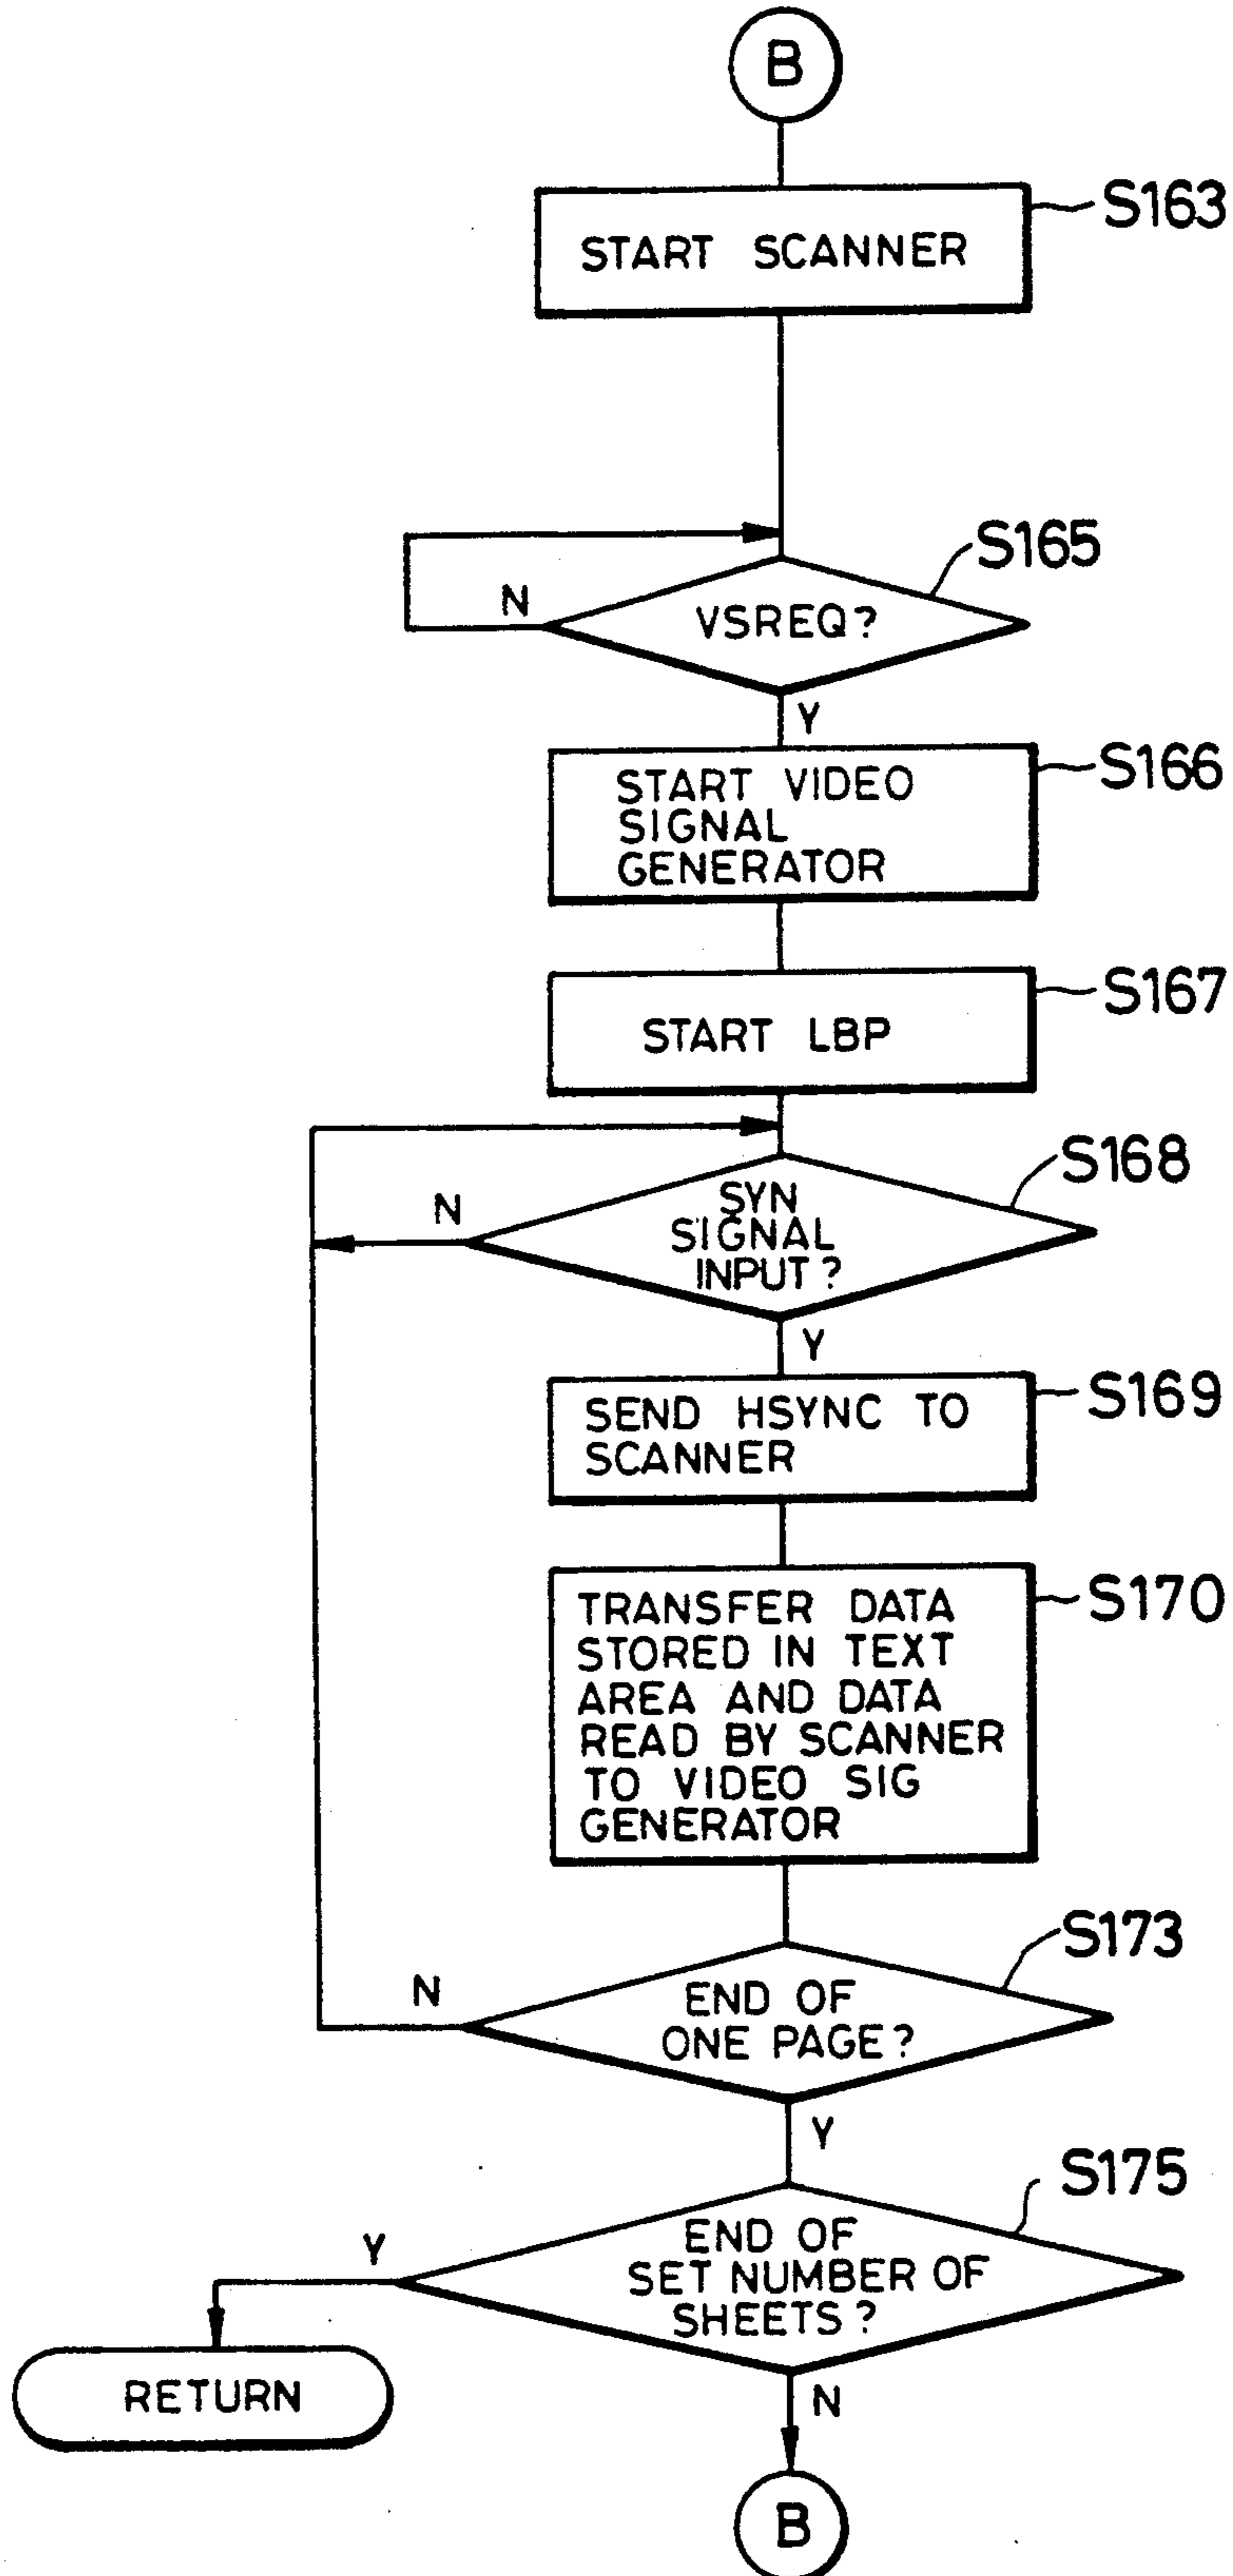 B
START SCANNER
S163
S165
N
VSREQ?
Y
START VIDEO
SIGNAL
GENERATOR
S166
START LBP
S167
S168
N
SYN
SIGNAL
INPUT?
Y
SEND HSYNC TO
SCANNER
S169
TRANSFER DATA
STORED IN TEXT
AREA AND DATA
READ BY SCANNER
TO VIDEO SIG
GENERATOR
S170
S173
N
END OF
ONE PAGE?
Y
S175
Y
END OF
SET NUMBER OF
SHEETS?
RETURN
N
B